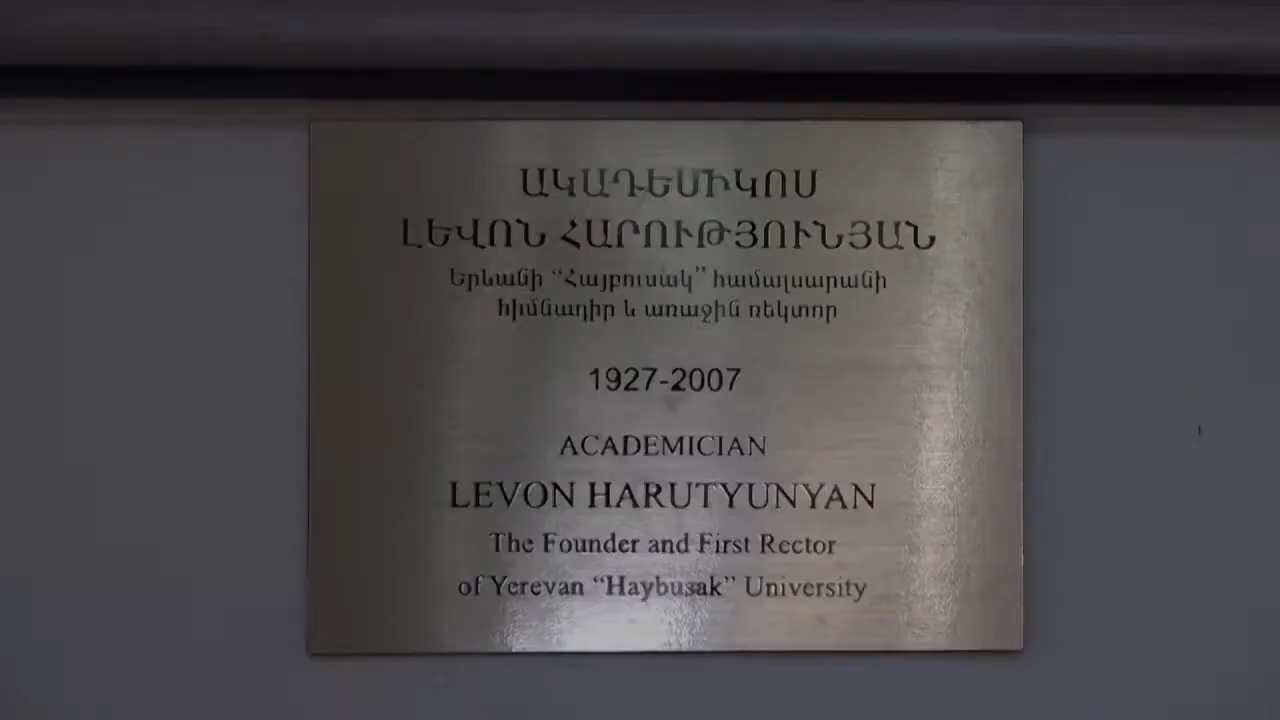 ԱԿԱԴԵՄԻԿՈՍ
ԼԵՎՈՆ ՀԱՐՈՒԹՅՈՒՆՅԱՆ
Երևանի “Հայբուսակ” համալսարանի
հիմնադիր և առաջին ռեկտոր
1927-2007
ACADEMICIAN
LEVON HARUTYUNYAN
The Founder and First Rector
of Yerevan “Haybusak” University